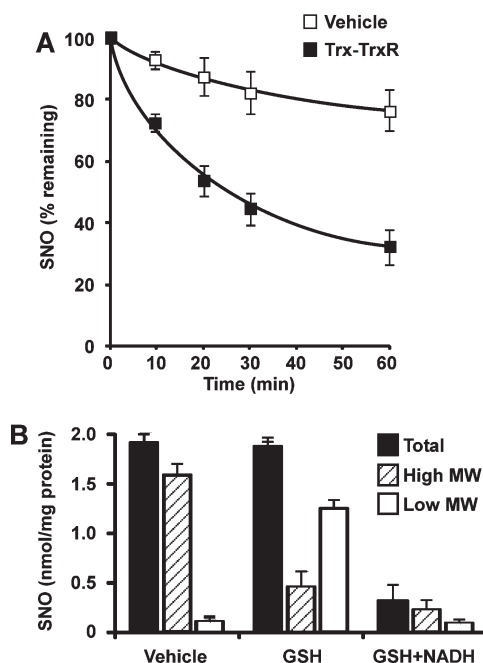 A
Vehicle
Trx-TrxR
SNO (% remaining)
100
80
60
40
20
0
0 10 20 30 40 50 60
Time (min)
B
Total
High MW
Low MW
SNO (nmol/mg protein)
2.0
1.5
1.0
0.5
0
Vehicle GSH GSH+NADH